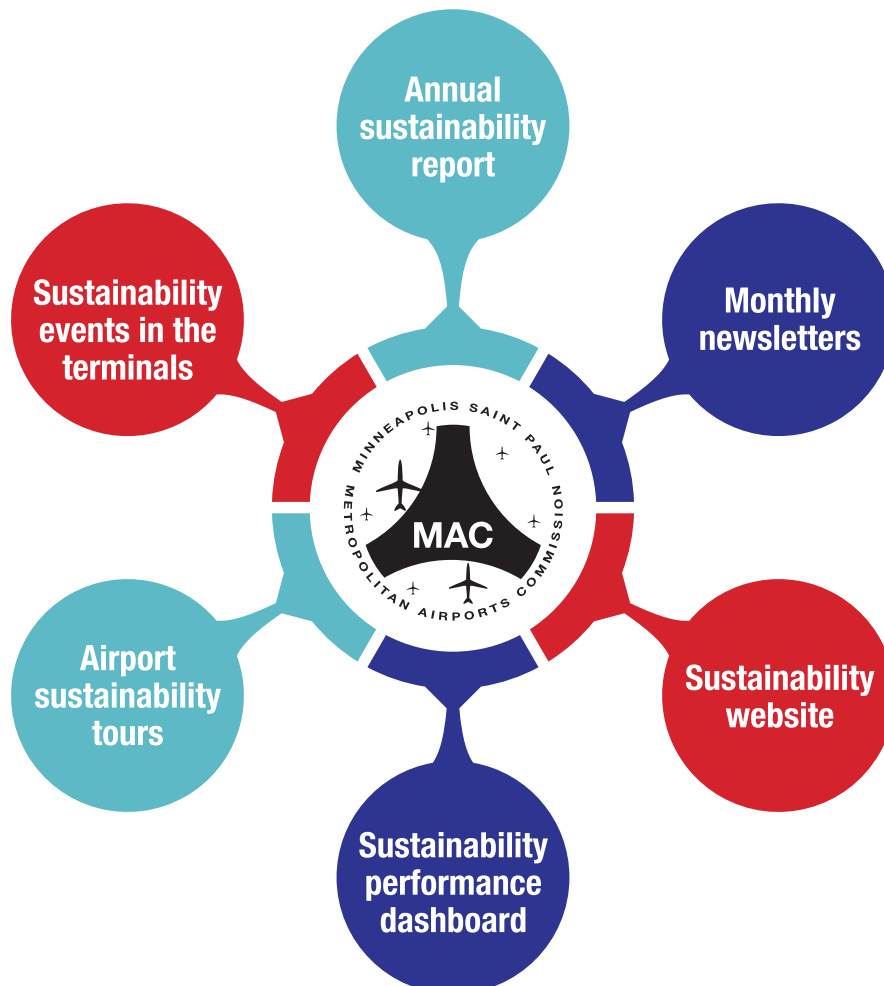 Annual
sustainability
report
Monthly
newsletters
Sustainability
website
Sustainability
performance
dashboard
Airport
sustainability
tours
Sustainability
events in the
terminals
MINNEAPOLIS SAINT PAUL
METROPOLITAN AIRPORTS COMMISSION
MAC